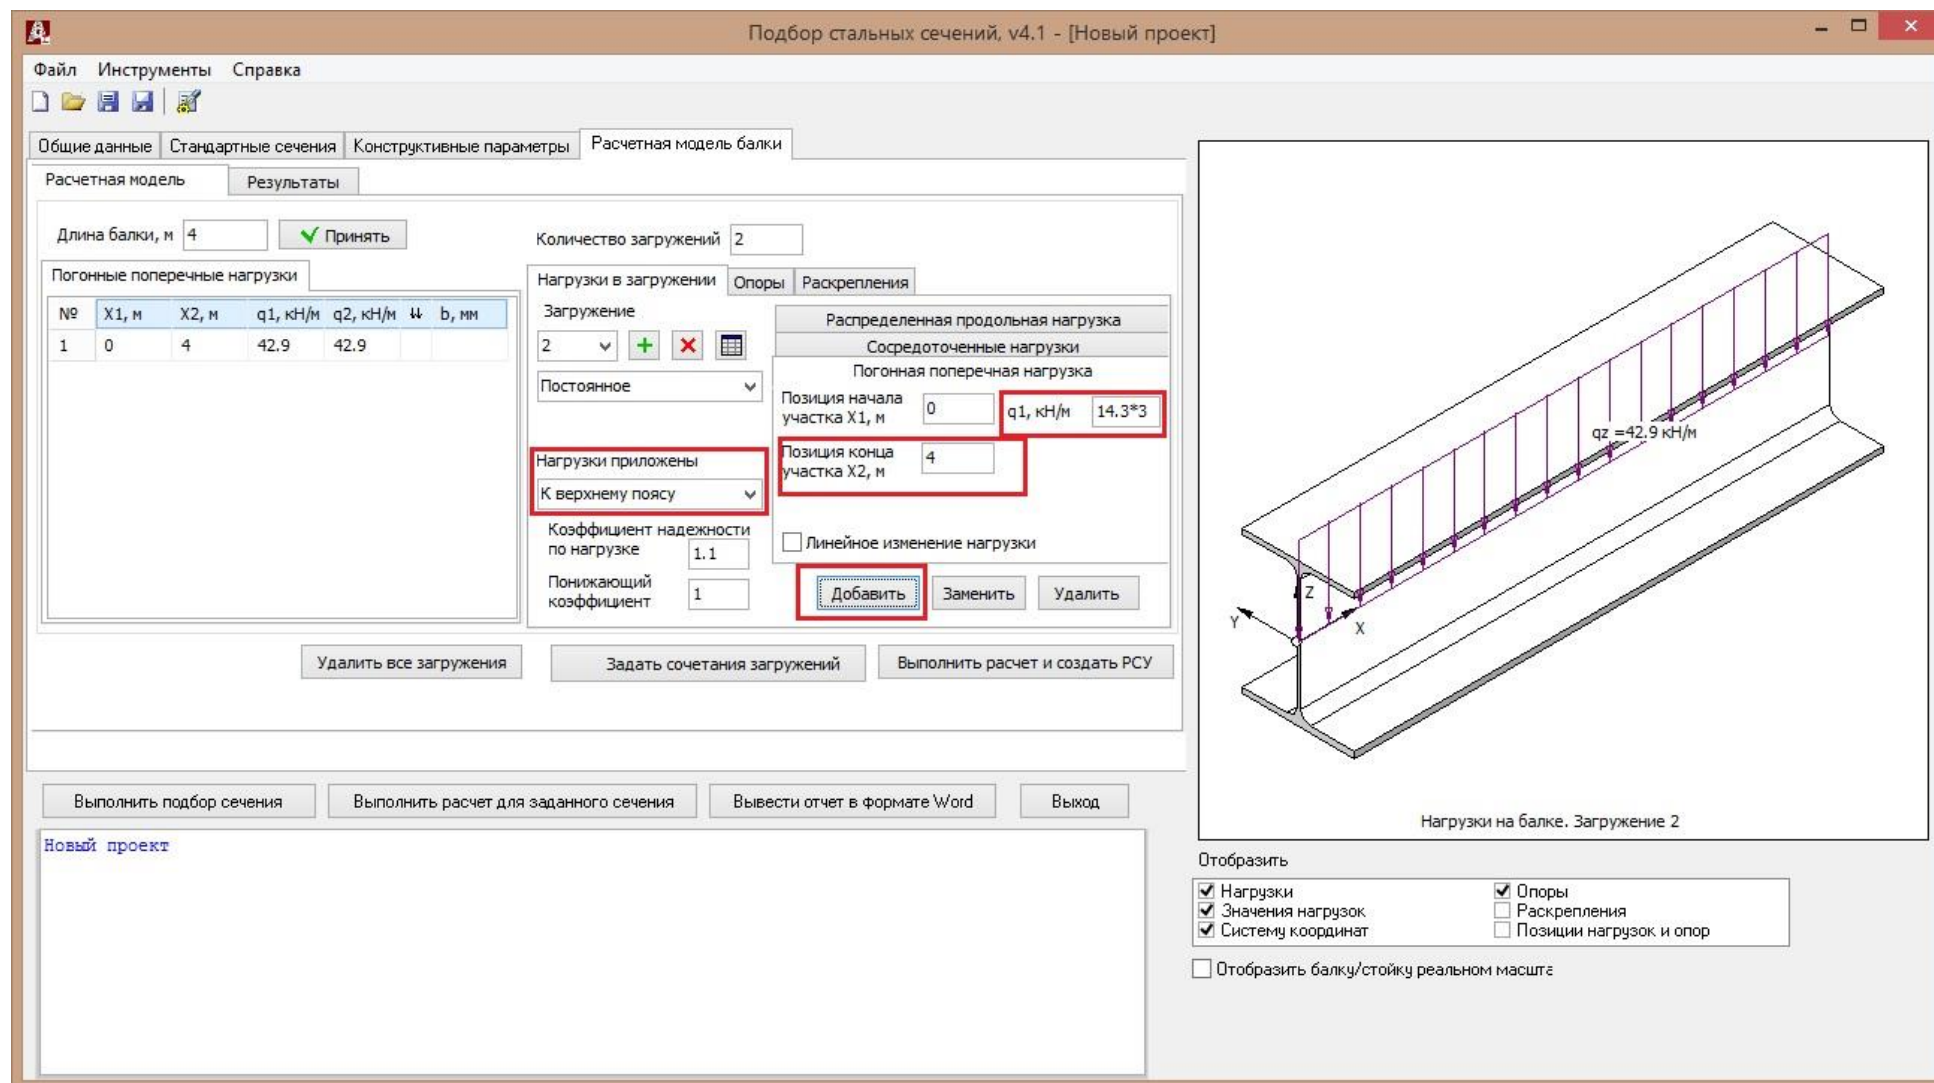 Подбор стальных сечений, v4.1 - [Новый проект]
Файл Инструменты Справка
Общие данные Стандартные сечения Конструктивные параметры Расчетная модель балки
Расчетная модель Результаты
Длина балки, м 4 Принять
Количество загружений 2
Погонные поперечные нагрузки
№ X1, м X2, м q1, кН/м q2, кН/м b, мм
1 0 4 42.9 42.9
Нагрузки в загружении Опоры Раскрепления
Загружение
2
Постоянное
Нагрузки приложены
К верхнему поясу
Коэффициент надежности
по нагрузке 1.1
Понижающий
коэффициент 1
Распределенная продольная нагрузка
Сосредоточенные нагрузки
Погонная поперечная нагрузка
Позиция начала
участка X1, м 0 q1, кН/м 14.3*3
Позиция конца
участка X2, м 4
Линейное изменение нагрузки
Добавить Заменить Удалить
Удалить все загружения Задать сочетания загружений Выполнить расчет и создать РСУ
Выполнить подбор сечения Выполнить расчет для заданного сечения Вывести отчет в формате Word Выход
Новый проект
qz =42.9 кН/м
Z
Y
X
Нагрузки на балке. Загружение 2
Отобразить
Нагрузки Опоры
Значения нагрузок Раскрепления
Систему координат Позиции нагрузок и опор
Отобразить балку/стойку реальном масшта